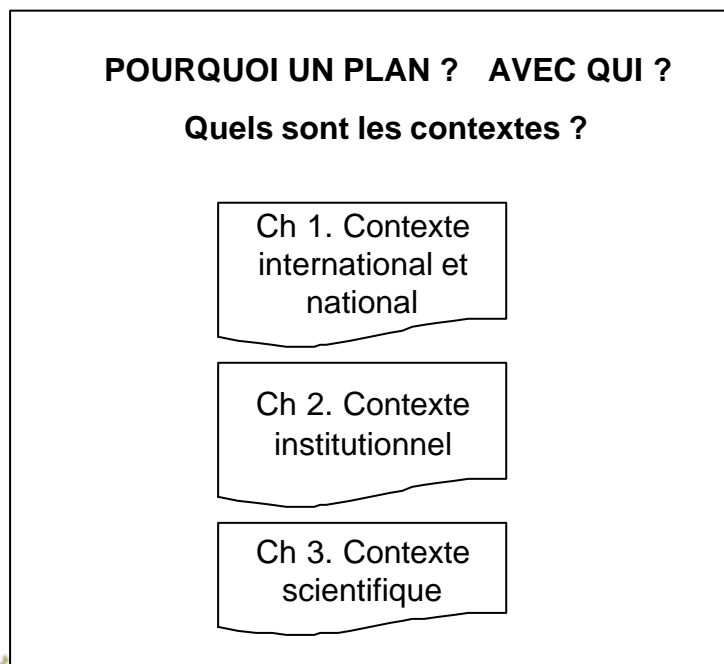 POURQUOI UN PLAN ? AVEC QUI ?
Quels sont les contextes ?
Ch 1. Contexte
international et
national
Ch 2. Contexte
institutionnel
Ch 3. Contexte
scientifique